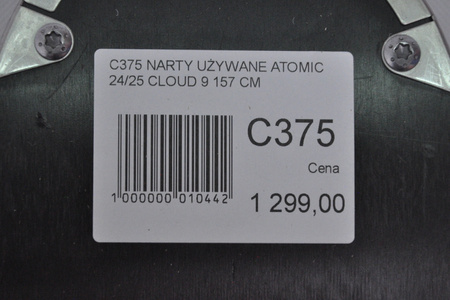 C375 NARTY UŻYWANE ATOMIC
24/25 CLOUD 9 157 CM
C375
Cena
1 000000 010442
1 299,00